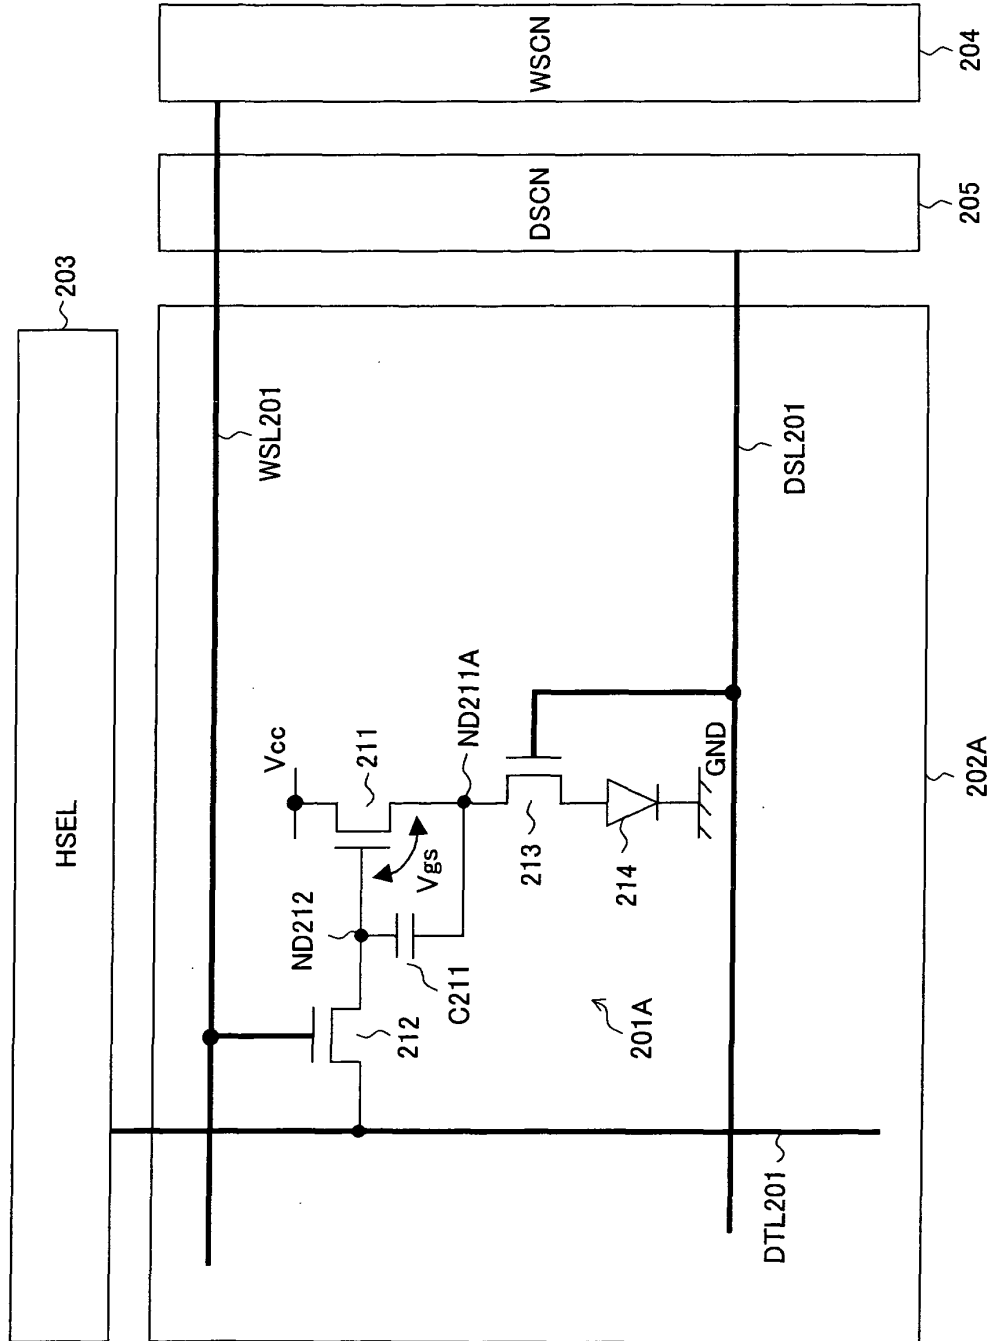 HSEL
203
WSCN
204
DSCN
205
WSL201
Vcc
211
ND212
Vgs
ND211A
C211
212
213
214
GND
201A
DSL201
DTL201
202A